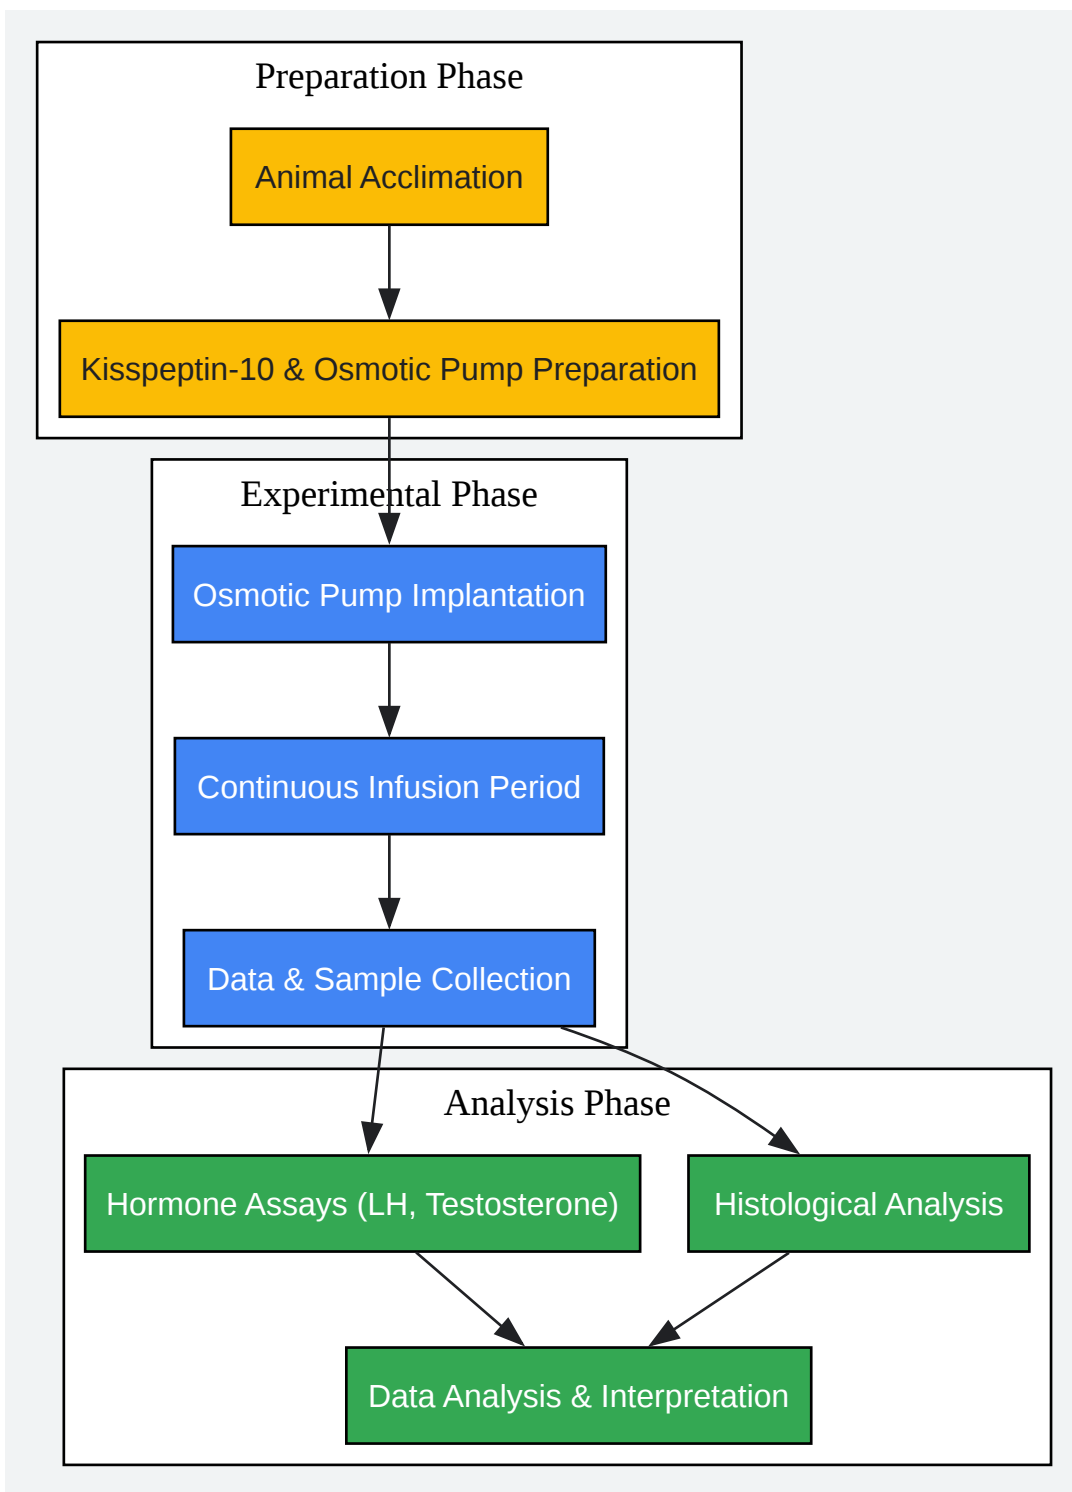 Preparation Phase
Animal Acclimation
Kisspeptin-10 & Osmotic Pump Preparation
Experimental Phase
Osmotic Pump Implantation
Continuous Infusion Period
Data & Sample Collection
Analysis Phase
Hormone Assays (LH, Testosterone)
Histological Analysis
Data Analysis & Interpretation